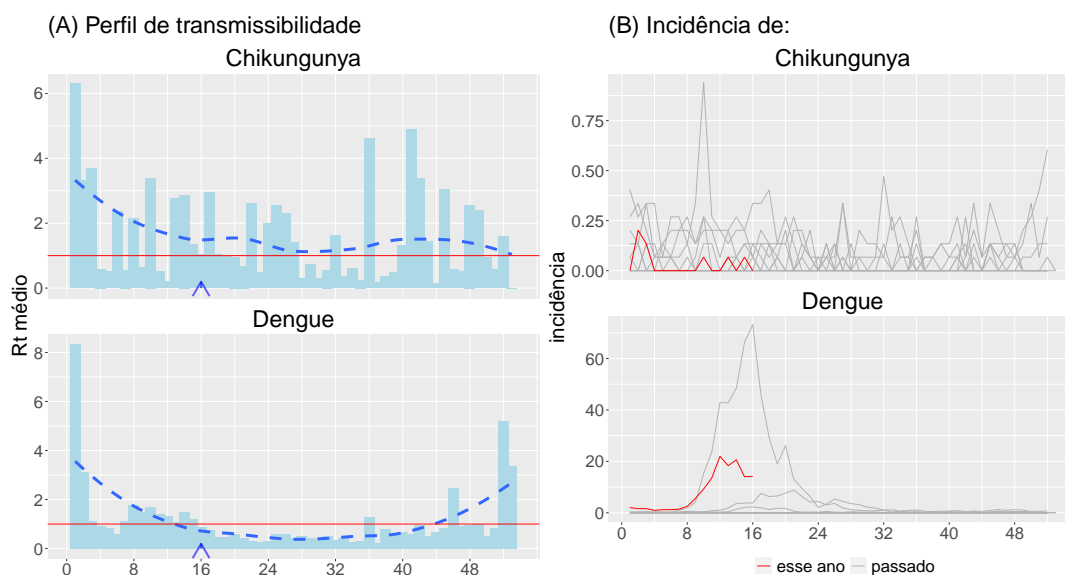 (A) Perfil de transmissibilidade
Chikungunya
6
4
2
0
Dengue
8
6
4
2
0
0 8 16 24 32 40 48
Rt médio
(B) Incidência de:
Chikungunya
0.75
0.50
0.25
0.00
Dengue
60
40
20
0
0 8 16 24 32 40 48
incidência
esse ano passado